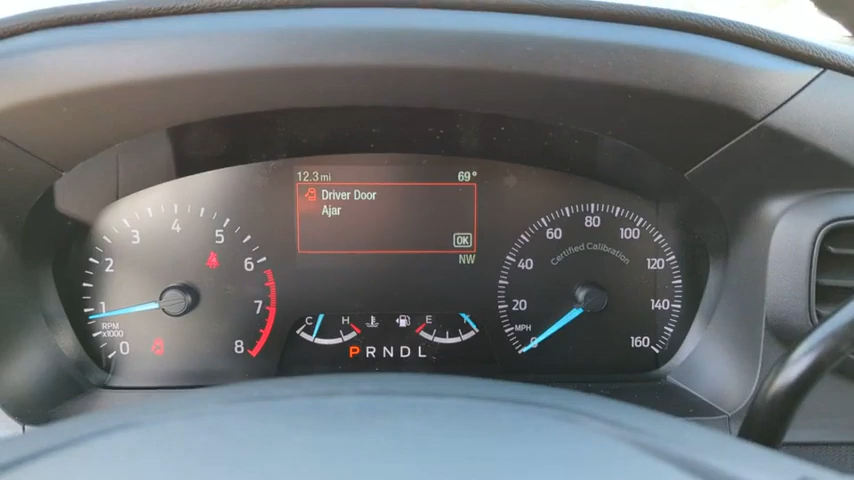 12.3 mi 69°
Driver Door
Ajar
OK
NW
0 1 2 3 4 5 6 7 8
RPM
x1000
C H E
PRNDL
0 20 40 60 80 100 120 140 160
Certified Calibration
MPH